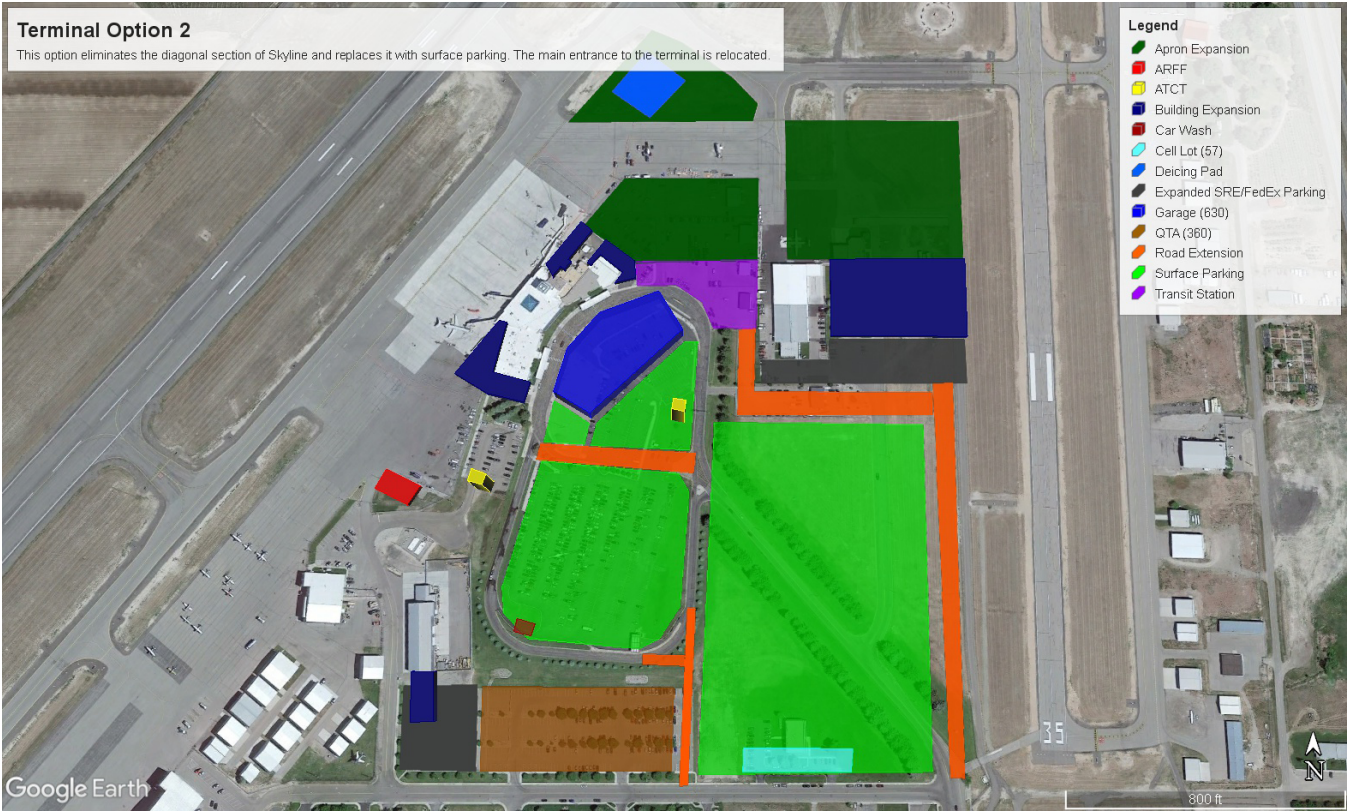 Terminal Option 2
This option eliminates the diagonal section of Skyline and replaces it with surface parking. The main entrance to the terminal is relocated.
Legend
Apron Expansion
ARFF
ATCT
Building Expansion
Car Wash
Cell Lot (57)
Deicing Pad
Expanded SRE/FedEx Parking
Garage (630)
QTA (360)
Road Extension
Surface Parking
Transit Station
35
N
Google Earth
800 ft